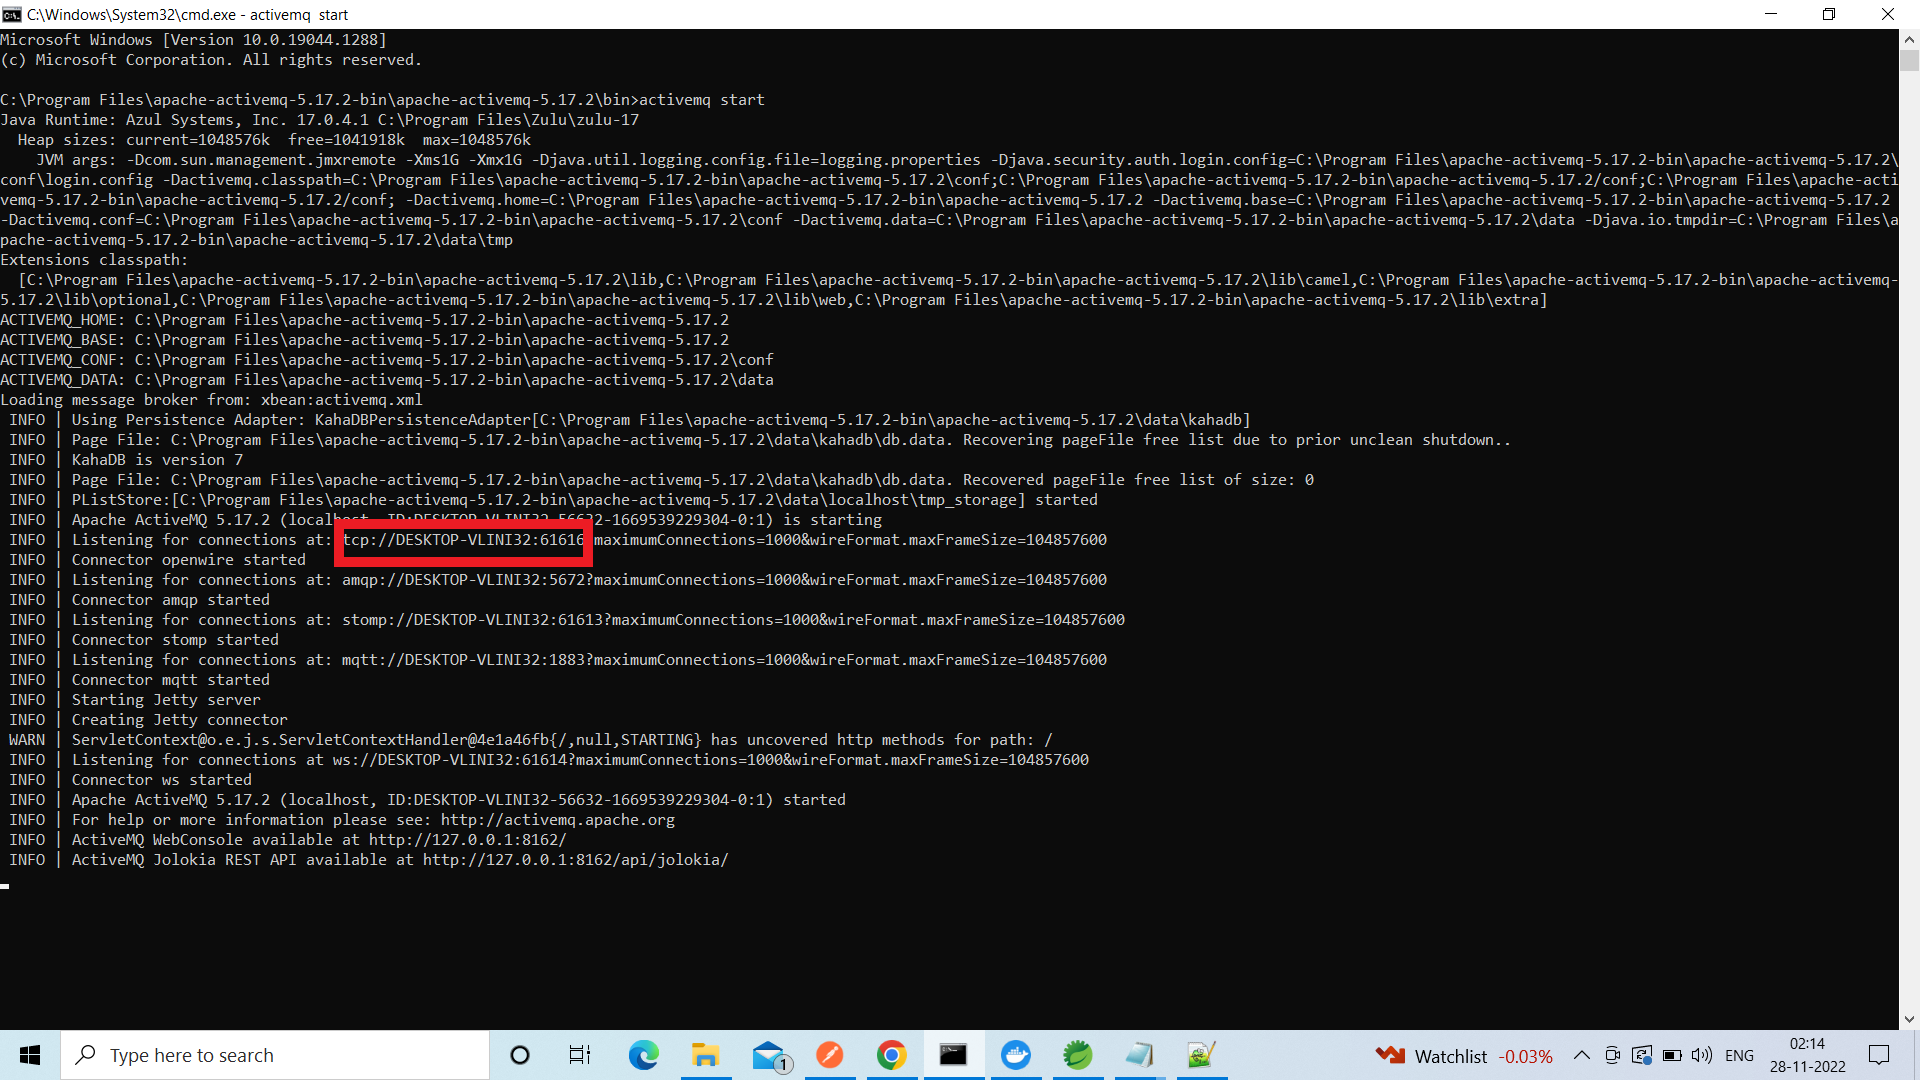 C:\Windows\System32\cmd.exe - activemq  start
Microsoft Windows [Version 10.0.19044.1288]
(c) Microsoft Corporation. All rights reserved.
C:\Program Files\apache-activemq-5.17.2-bin\apache-activemq-5.17.2\bin>activemq start
Java Runtime: Azul Systems, Inc. 17.0.4.1 C:\Program Files\Zulu\zulu-17
  Heap sizes: current=1048576k  free=1041918k  max=1048576k
    JVM args: -Dcom.sun.management.jmxremote -Xms1G -Xmx1G -Djava.util.logging.config.file=logging.properties -Djava.security.auth.login.config=C:\Program Files\apache-activemq-5.17.2-bin\apache-activemq-5.17.2\
conf\login.config -Dactivemq.classpath=C:\Program Files\apache-activemq-5.17.2-bin\apache-activemq-5.17.2\conf;C:\Program Files\apache-activemq-5.17.2-bin\apache-activemq-5.17.2/conf;C:\Program Files\apache-acti
vemq-5.17.2-bin\apache-activemq-5.17.2/conf; -Dactivemq.home=C:\Program Files\apache-activemq-5.17.2-bin\apache-activemq-5.17.2 -Dactivemq.base=C:\Program Files\apache-activemq-5.17.2-bin\apache-activemq-5.17.2
-Dactivemq.conf=C:\Program Files\apache-activemq-5.17.2-bin\apache-activemq-5.17.2\conf -Dactivemq.data=C:\Program Files\apache-activemq-5.17.2-bin\apache-activemq-5.17.2\data -Djava.io.tmpdir=C:\Program Files\a
pache-activemq-5.17.2-bin\apache-activemq-5.17.2\data\tmp
Extensions classpath:
  [C:\Program Files\apache-activemq-5.17.2-bin\apache-activemq-5.17.2\lib,C:\Program Files\apache-activemq-5.17.2-bin\apache-activemq-5.17.2\lib\camel,C:\Program Files\apache-activemq-5.17.2-bin\apache-activemq-
5.17.2\lib\optional,C:\Program Files\apache-activemq-5.17.2-bin\apache-activemq-5.17.2\lib\web,C:\Program Files\apache-activemq-5.17.2-bin\apache-activemq-5.17.2\lib\extra]
ACTIVEMQ_HOME: C:\Program Files\apache-activemq-5.17.2-bin\apache-activemq-5.17.2
ACTIVEMQ_BASE: C:\Program Files\apache-activemq-5.17.2-bin\apache-activemq-5.17.2
ACTIVEMQ_CONF: C:\Program Files\apache-activemq-5.17.2-bin\apache-activemq-5.17.2\conf
ACTIVEMQ_DATA: C:\Program Files\apache-activemq-5.17.2-bin\apache-activemq-5.17.2\data
Loading message broker from: xbean:activemq.xml
 INFO | Using Persistence Adapter: KahaDBPersistenceAdapter[C:\Program Files\apache-activemq-5.17.2-bin\apache-activemq-5.17.2\data\kahadb]
 INFO | Page File: C:\Program Files\apache-activemq-5.17.2-bin\apache-activemq-5.17.2\data\kahadb\db.data. Recovering pageFile free list due to prior unclean shutdown..
 INFO | KahaDB is version 7
 INFO | Page File: C:\Program Files\apache-activemq-5.17.2-bin\apache-activemq-5.17.2\data\kahadb\db.data. Recovered pageFile free list of size: 0
 INFO | PListStore:[C:\Program Files\apache-activemq-5.17.2-bin\apache-activemq-5.17.2\data\localhost\tmp_storage] started
 INFO | Apache ActiveMQ 5.17.2 (localhost, ID:DESKTOP-VLINI32-56632-1669539229304-0:1) is starting
 INFO | Listening for connections at: tcp://DESKTOP-VLINI32:61616 maximumConnections=1000&wireFormat.maxFrameSize=104857600
 INFO | Connector openwire started
 INFO | Listening for connections at: amqp://DESKTOP-VLINI32:5672?maximumConnections=1000&wireFormat.maxFrameSize=104857600
 INFO | Connector amqp started
 INFO | Listening for connections at: stomp://DESKTOP-VLINI32:61613?maximumConnections=1000&wireFormat.maxFrameSize=104857600
 INFO | Connector stomp started
 INFO | Listening for connections at: mqtt://DESKTOP-VLINI32:1883?maximumConnections=1000&wireFormat.maxFrameSize=104857600
 INFO | Connector mqtt started
 INFO | Starting Jetty server
 INFO | Creating Jetty connector
 WARN | ServletContext@o.e.j.s.ServletContextHandler@4e1a46fb{/,null,STARTING} has uncovered http methods for path: /
 INFO | Listening for connections at ws://DESKTOP-VLINI32:61614?maximumConnections=1000&wireFormat.maxFrameSize=104857600
 INFO | Connector ws started
 INFO | Apache ActiveMQ 5.17.2 (localhost, ID:DESKTOP-VLINI32-56632-1669539229304-0:1) started
 INFO | For help or more information please see: http://activemq.apache.org
 INFO | ActiveMQ WebConsole available at http://127.0.0.1:8162/
 INFO | ActiveMQ Jolokia REST API available at http://127.0.0.1:8162/api/jolokia/
Type here to search
1
Watchlist -0.03%
ENG
02:14
28-11-2022